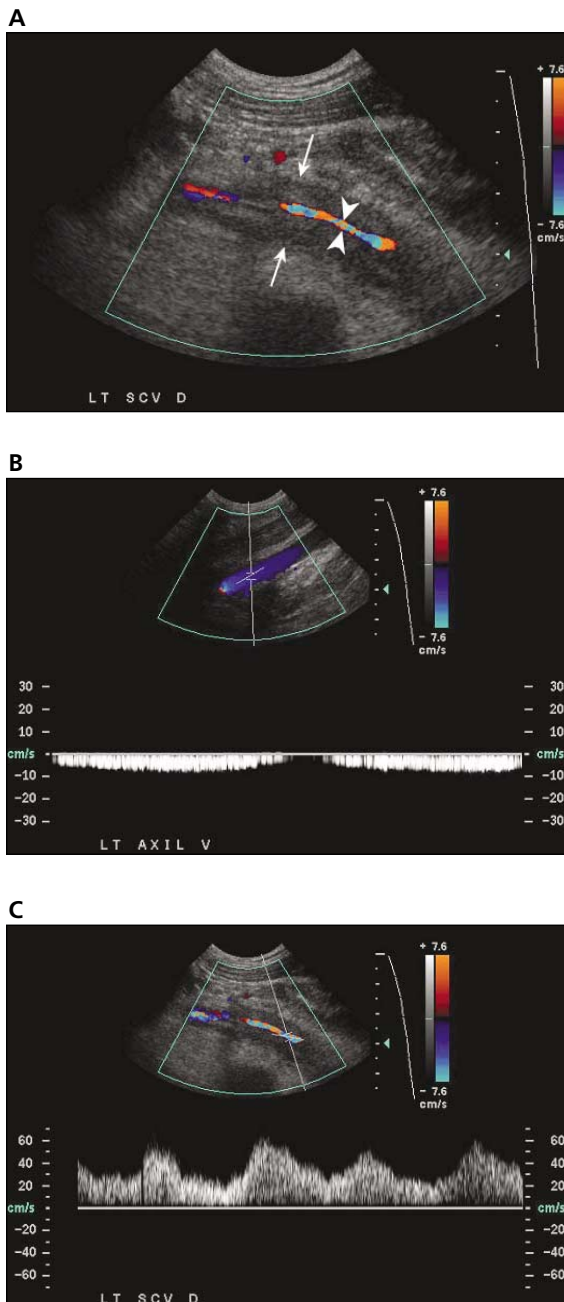 A
+ 7.6
- 7.6
cm/s
LT SCV D
B
+ 7.6
- 7.6
cm/s
30 30
20 20
10 10
cm/s cm/s
-10 -10
-20 -20
-30 -30
LT AXIL V
C
+ 7.6
- 7.6
cm/s
60 60
40 40
20 20
cm/s cm/s
-20 -20
-40 -40
-60 -60
LT SCV D